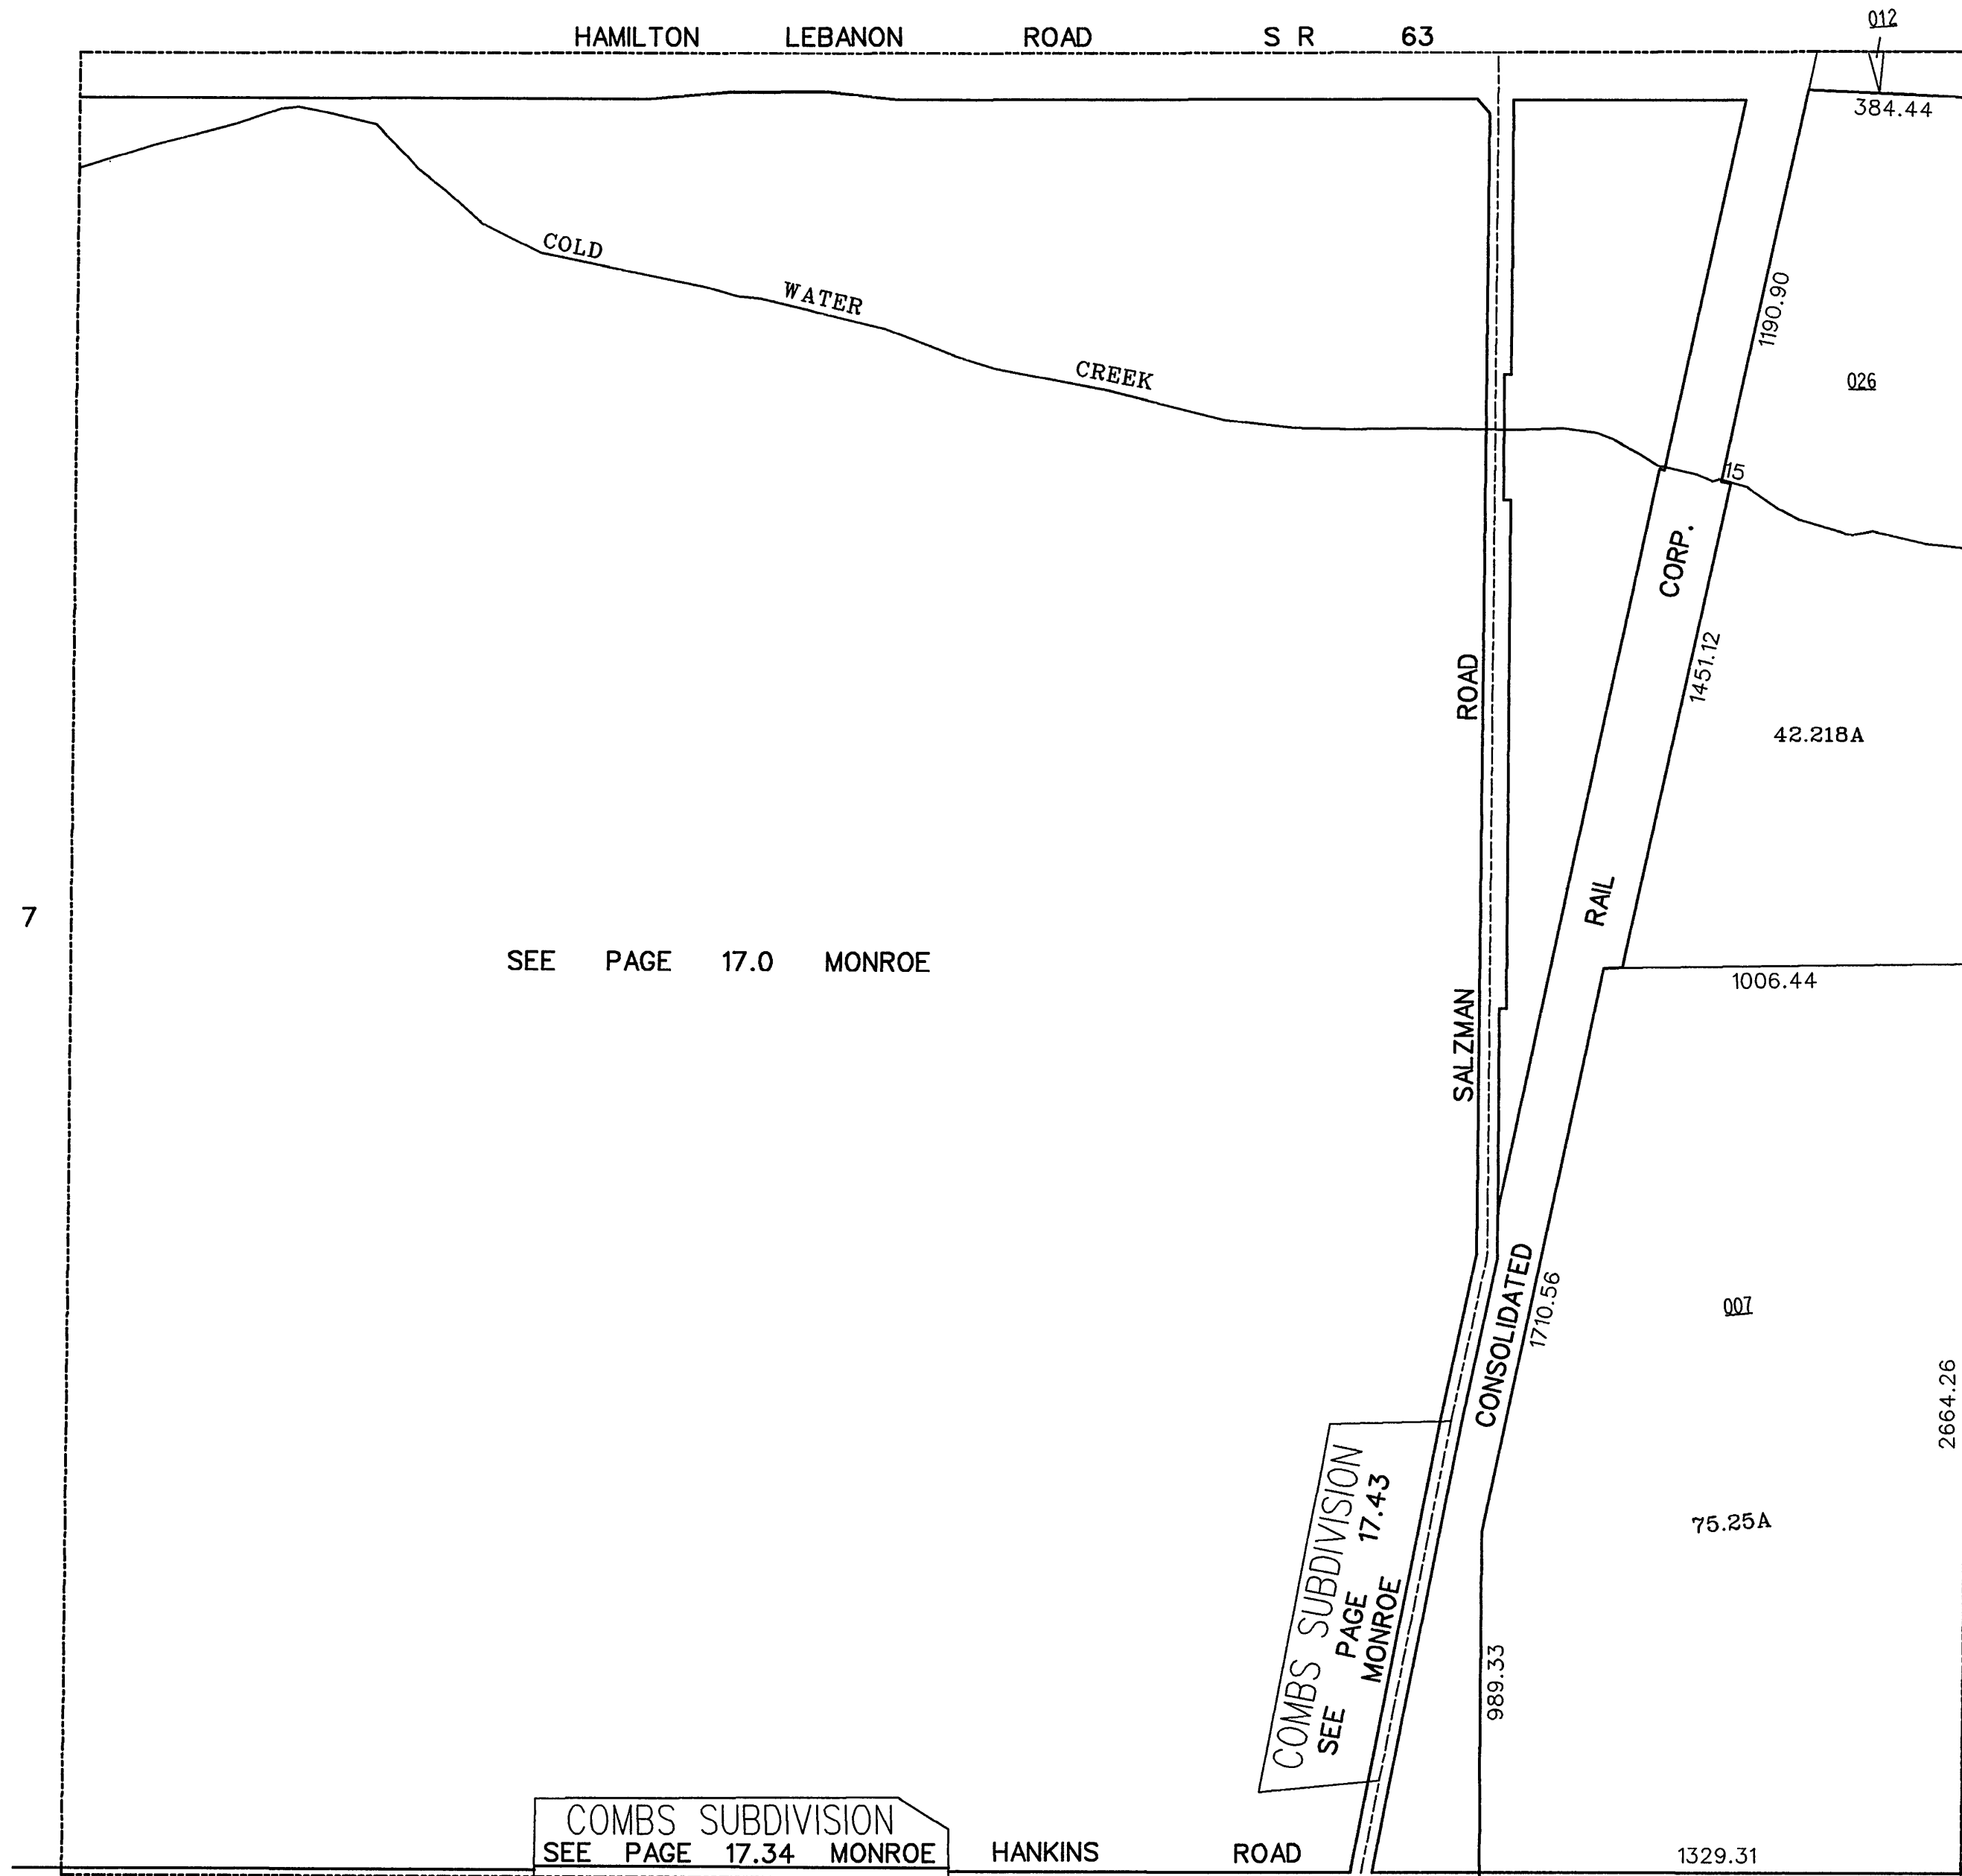 012
HAMILTON LEBANON ROAD S R 63
384.44
COLD WATER CREEK
1190.90
026
15
CONSOLIDATED RAIL CORP.
SALZMAN ROAD
1451.12
42.218A
7
SEE PAGE 17.0 MONROE
1006.44
1710.56
007
2664.26
75.25A
COMBS SUBDIVISION
SEE PAGE 17.43
MONROE
989.33
COMBS SUBDIVISION
SEE PAGE 17.34 MONROE
HANKINS ROAD
1329.31